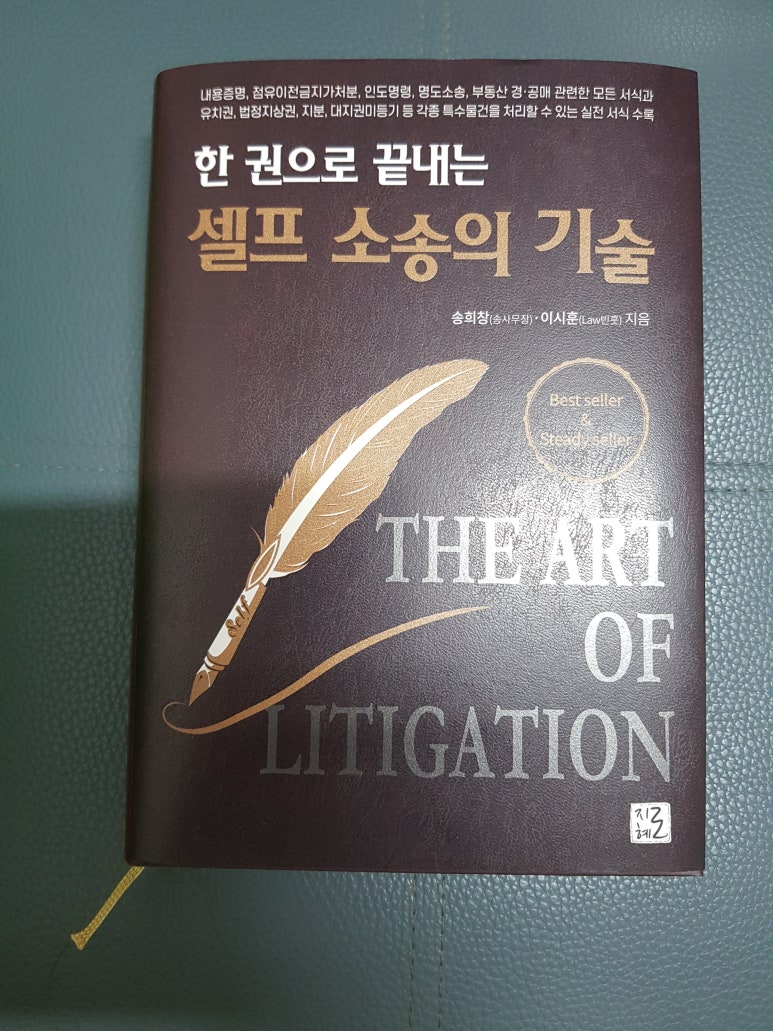 내용증명, 점유이전금지가처분, 인도명령, 명도소송, 부동산 경·공매 관련한 모든 서식과
유치권, 법정지상권, 지분, 대지권미등기 등 각종 특수물건을 처리할 수 있는 실전 서식 수록
한 권으로 끝내는
셀프 소송의 기술
송희창(송사무장)·이시훈(Law빈훗) 지음
Best seller
&
Steady seller
Self
THE ART
OF
LITIGATION
지혜로